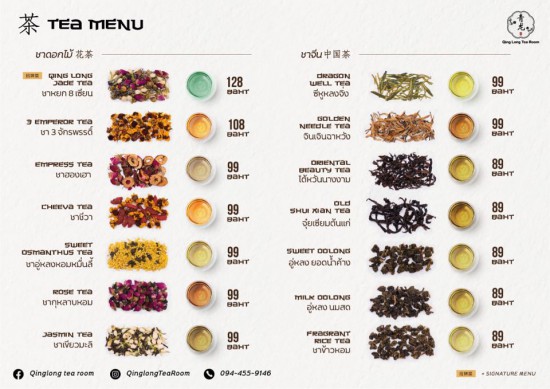 茶 TEA MENU
青龙
Qing Long Tea Room
ชาดอกไม้ 花茶
QING LONG
JADE TEA
ชาหยก 8 เซียน
128
BAHT
3 EMPEROR TEA
ชา 3 จักรพรรดิ์
108
BAHT
EMPRESS TEA
ชาฮองเฮา
99
BAHT
CHEEVA TEA
ชาชีวา
99
BAHT
SWEET
OSMANTHUS TEA
ชาอู่หลงหอมหมื่นลี้
99
BAHT
ROSE TEA
ชากุหลาบหอม
99
BAHT
JASMIN TEA
ชาเขียวมะลิ
99
BAHT
ชาจีน 中国茶
DRAGON
WELL TEA
ซีหูหลงจิ่ง
99
BAHT
GOLDEN
NEEDLE TEA
จินเจินฉาหวัง
99
BAHT
ORIENTAL
BEAUTY TEA
ไต้หวันนางงาม
89
BAHT
OLD
SHUI XIAN TEA
จุ๋ยเซียมต้นแก่
89
BAHT
SWEET OOLONG
อู่หลง ยอดน้ำค้าง
89
BAHT
MILK OOLONG
อู่หลง นมสด
89
BAHT
FRAGRANT
RICE TEA
ชาข้าวหอม
89
BAHT
Qinglong tea room
QinglongTeaRoom
094-455-9146
= SIGNATURE MENU